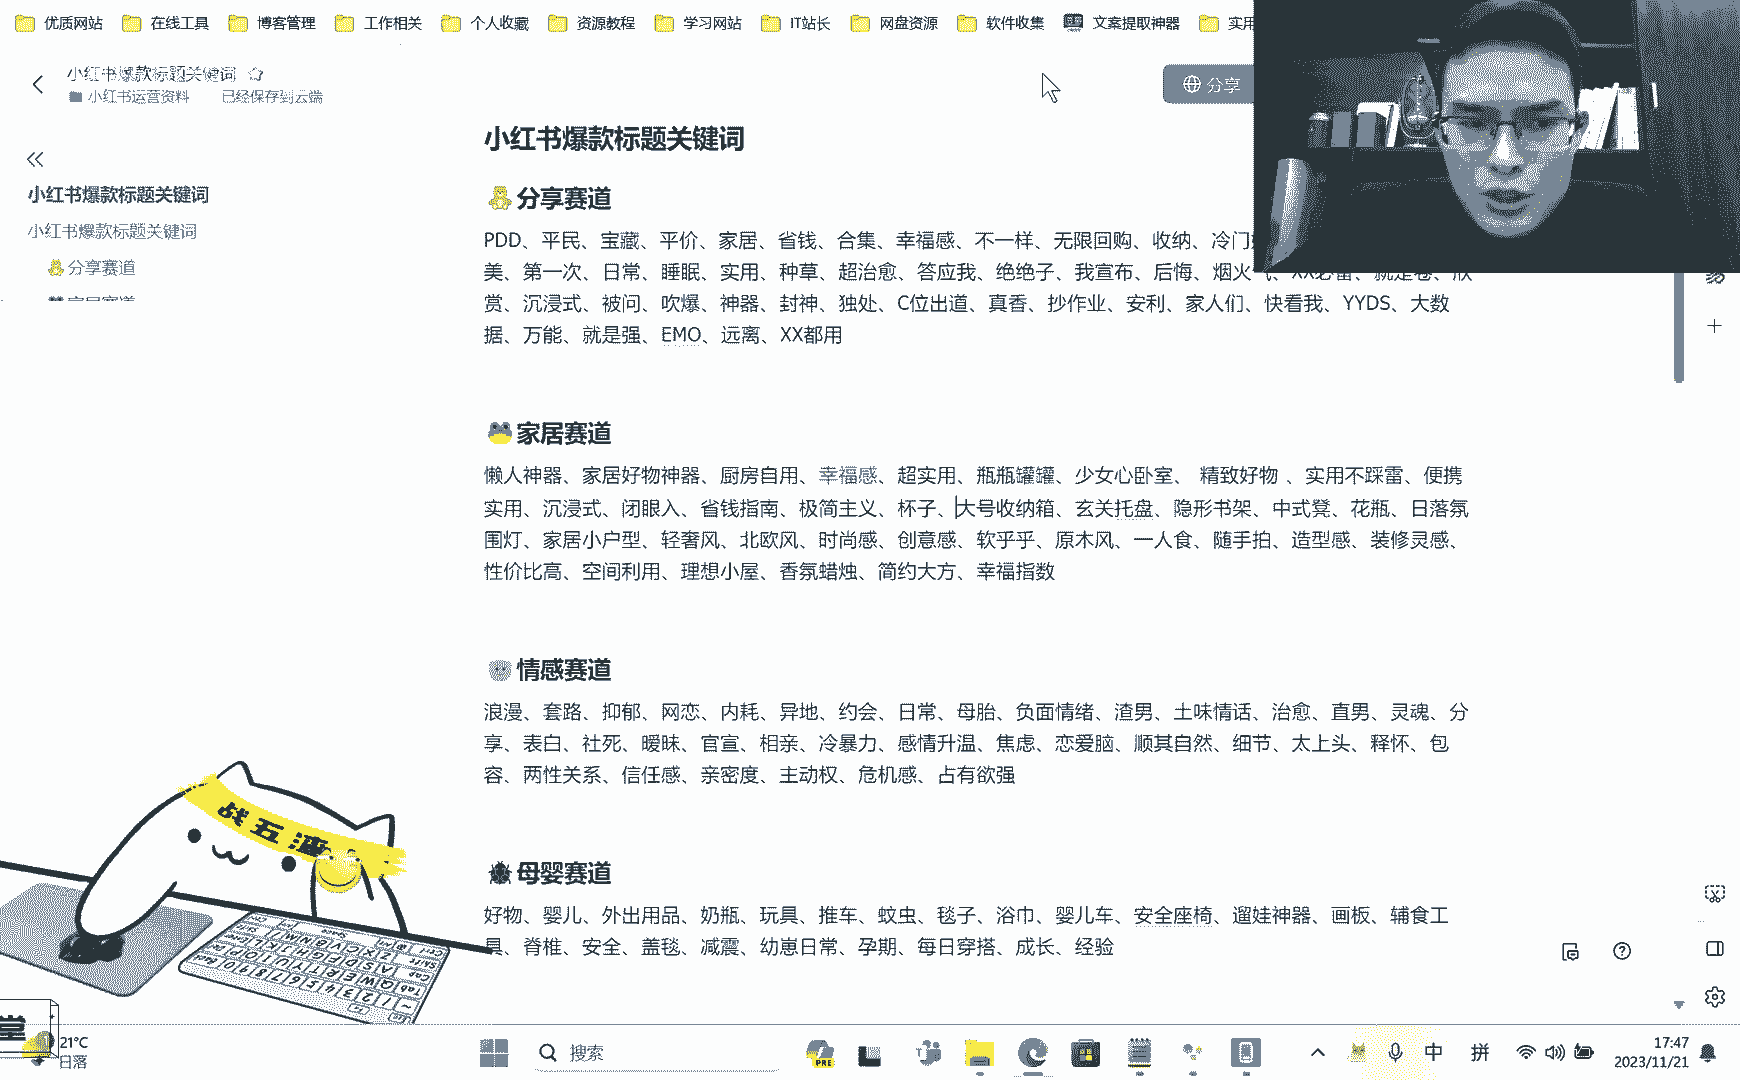 优质网站 在线工具 博客管理 工作相关 个人收藏 资源教程 学习网站 IT站长 网盘资源 软件收集 文案提取神器 实用
小红书爆款标题关键词
小红书运营资料 已经保存到云端
分享
小红书爆款标题关键词
小红书爆款标题关键词
分享赛道
家居赛道
小红书爆款标题关键词
分享赛道
PDD、平民、宝藏、平价、家居、省钱、合集、幸福感、不一样、无限回购、收纳、冷门
美、第一次、日常、睡眠、实用、种草、超治愈、答应我、绝绝子、我宣布、后悔、烟火气、XX必备、就是卷、欣
赏、沉浸式、被问、吹爆、神器、封神、独处、C位出道、真香、抄作业、安利、家人们、快看我、YYDS、大数
据、万能、就是强、EMO、远离、XX都用
家居赛道
懒人神器、家居好物神器、厨房自用、幸福感、超实用、瓶瓶罐罐、少女心卧室、 精致好物 、实用不踩雷、便携
实用、沉浸式、闭眼入、省钱指南、极简主义、杯子、大号收纳箱、玄关托盘、隐形书架、中式凳、花瓶、日落氛
围灯、家居小户型、轻奢风、北欧风、时尚感、创意感、软乎乎、原木风、一人食、随手拍、造型感、装修灵感、
性价比高、空间利用、理想小屋、香氛蜡烛、简约大方、幸福指数
情感赛道
浪漫、套路、抑郁、网恋、内耗、异地、约会、日常、母胎、负面情绪、渣男、土味情话、治愈、直男、灵魂、分
享、表白、社死、暧昧、官宣、相亲、冷暴力、感情升温、焦虑、恋爱脑、顺其自然、细节、太上头、释怀、包
容、两性关系、信任感、亲密度、主动权、危机感、占有欲强
母婴赛道
好物、婴儿、外出用品、奶瓶、玩具、推车、蚊虫、毯子、浴巾、婴儿车、安全座椅、遛娃神器、画板、辅食工
具、脊椎、安全、盖毯、减震、幼崽日常、孕期、每日穿搭、成长、经验
战五渣
堂
21°C
日落
搜索
PRE
中 拼
17:47
2023/11/21